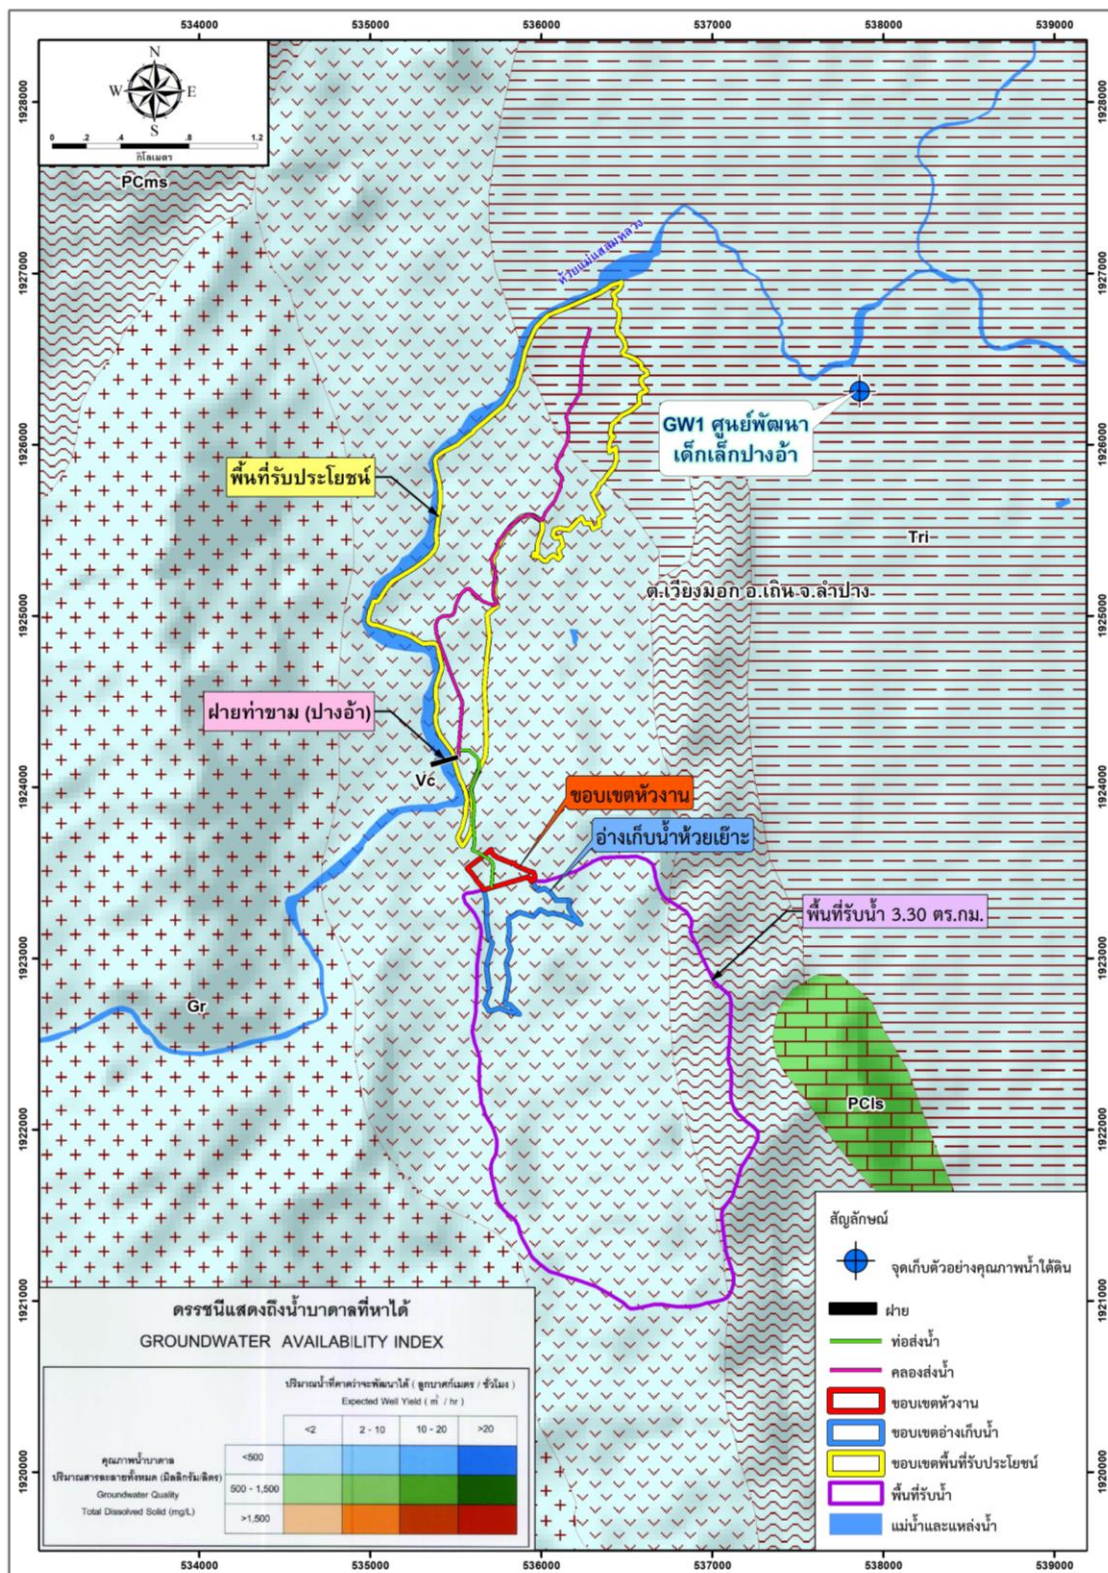 534000 535000 536000 537000 538000 539000
N
W E
S
0 .2 .4 .8 1.2
กิโลเมตร
1928000
1928000
PCms
ห้วยแม่แสลมหลวง
1927000
1927000
GW1 ศูนย์พัฒนา
เด็กเล็กปางอ้า
1926000
1926000
พื้นที่รับประโยชน์
Tri
ต.เวียงมอก อ.เถิน จ.ลำปาง
1925000
1925000
ฝายท่าขาม (ปางอ้า)
Vc
1924000
1924000
ขอบเขตหัวงาน
อ่างเก็บน้ำห้วยเย๊าะ
พื้นที่รับน้ำ 3.30 ตร.กม.
1923000
1923000
Gr
PCls
1922000
1922000
1921000
1921000
1920000
1920000
ดรรชนีแสดงถึงน้ำบาดาลที่หาได้
GROUNDWATER AVAILABILITY INDEX
ปริมาณน้ำที่คาดว่าจะพัฒนาได้ ( ลูกบาศก์เมตร / ชั่วโมง )
Expected Well Yield ( m³ / hr )
<2 2 - 10 10 - 20 >20
คุณภาพน้ำบาดาล
ปริมาณสารละลายทั้งหมด (มิลลิกรัม/ลิตร)
Groundwater Quality
Total Dissolved Solid (mg/L)
<500
500 - 1,500
>1,500
สัญลักษณ์
จุดเก็บตัวอย่างคุณภาพน้ำใต้ดิน
ฝาย
ท่อส่งน้ำ
คลองส่งน้ำ
ขอบเขตหัวงาน
ขอบเขตอ่างเก็บน้ำ
ขอบเขตพื้นที่รับประโยชน์
พื้นที่รับน้ำ
แม่น้ำและแหล่งน้ำ
534000 535000 536000 537000 538000 539000